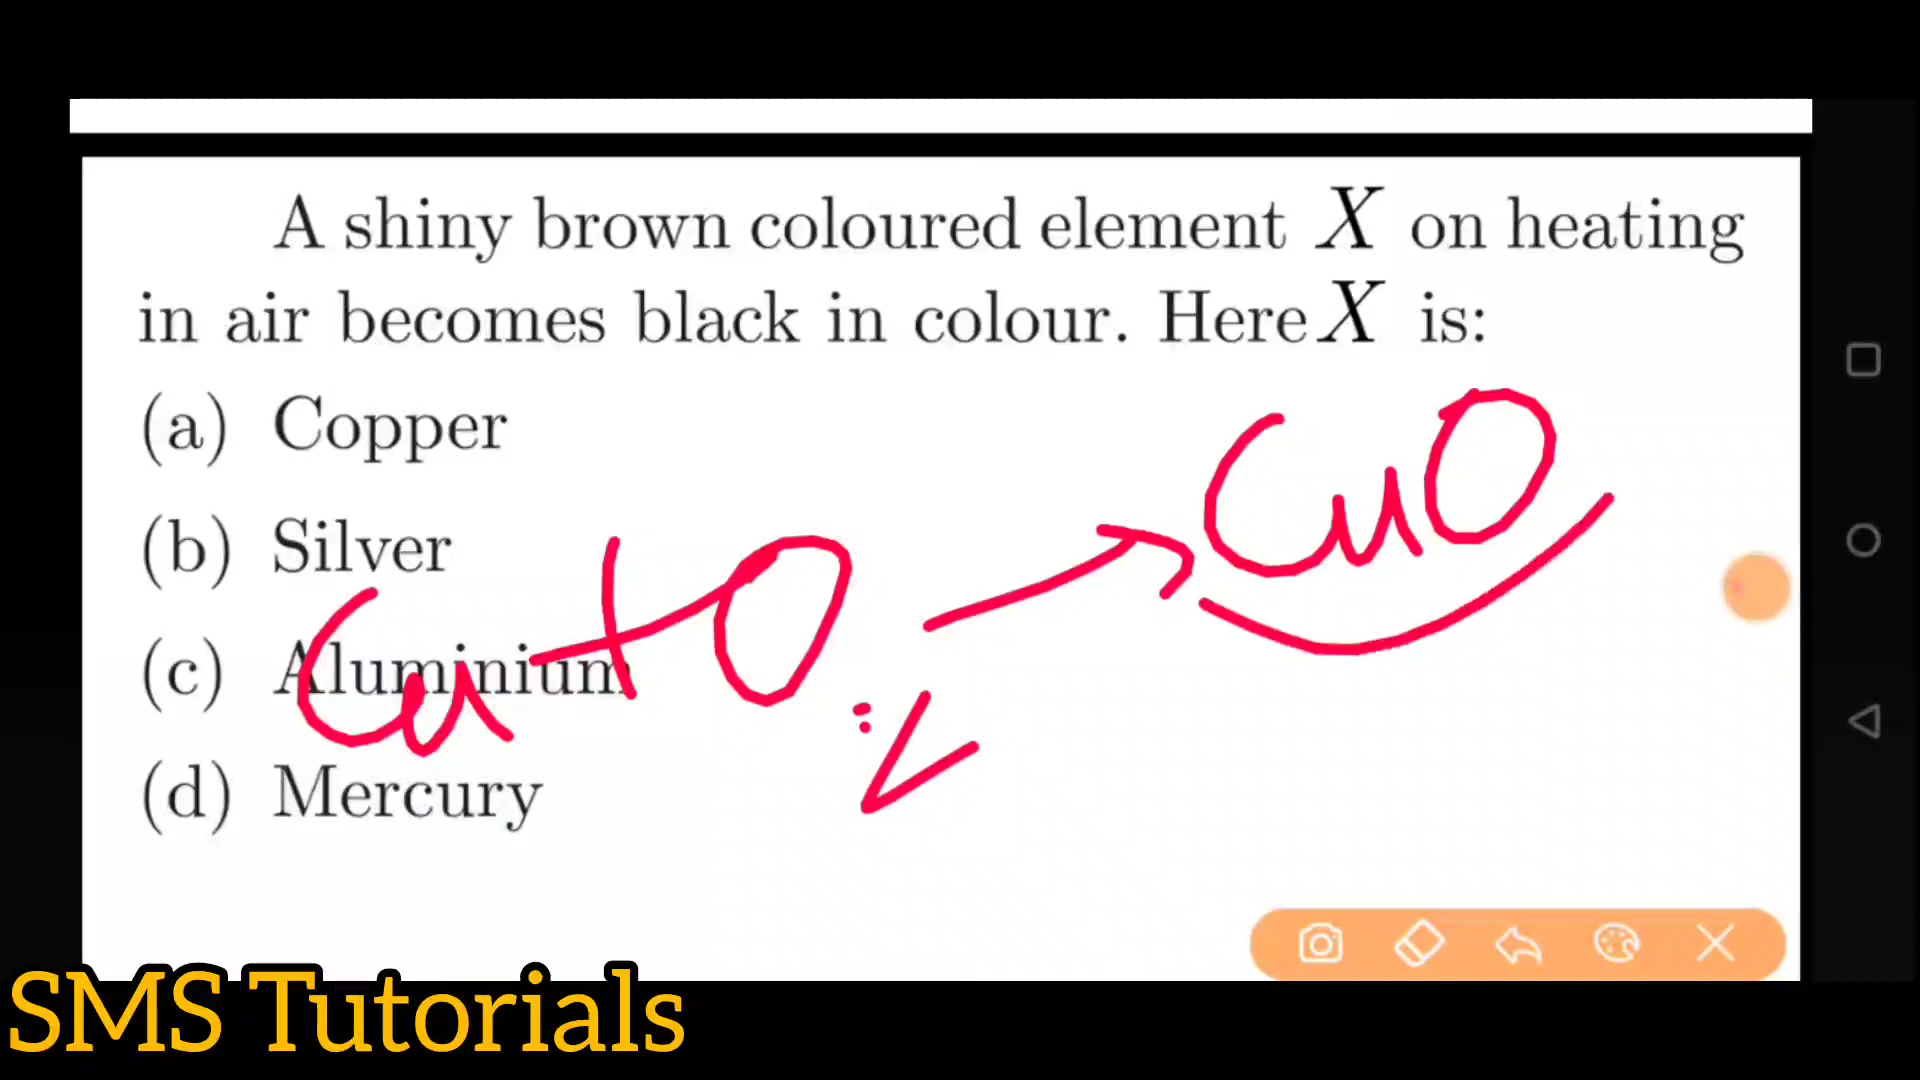 A shiny brown coloured element X on heating
in air becomes black in colour. Here X is:
(a) Copper
(b) Silver
(c) Aluminium
(d) Mercury
Cu + O2 → CuO
SMS Tutorials